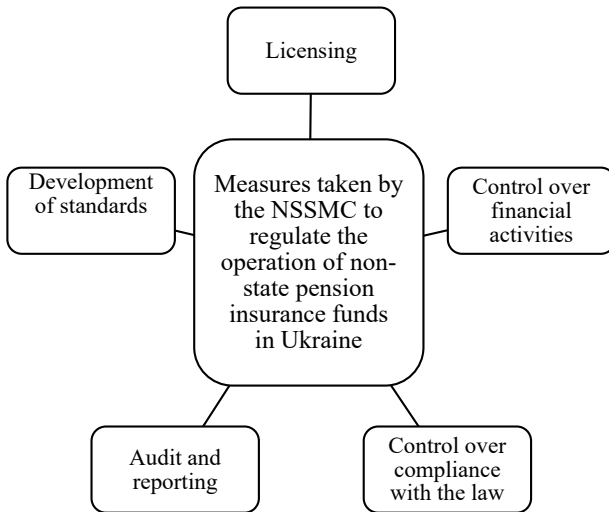 Licensing
Development
of standards
Measures taken by
the NSSMC to
regulate the
operation of non-
state pension
insurance funds
in Ukraine
Control over
financial
activities
Audit and
reporting
Control over
compliance
with the law